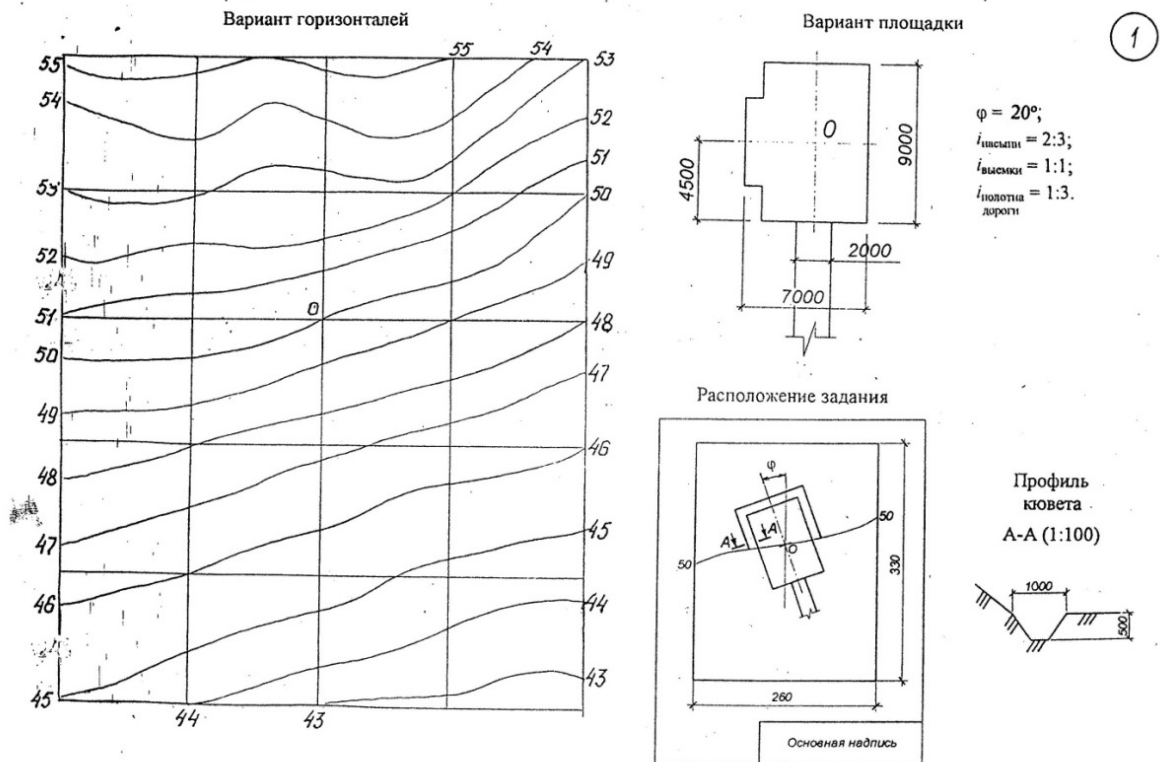 Вариант горизонталей
Вариант площадки
1
55
54
53
55
54
53
52
51
50
49
48
47
46
45
44
43
52
51
50
49
48
47
46
45
44
43
0
0
4500
9000
2000
7000
φ = 20°;
iнасыпи = 2:3;
iвыемки = 1:1;
iполотна = 1:3.
дороги
Расположение задания
φ
A
A
0
50
50
330
260
Основная надпись
Профиль
кювета
А-А (1:100)
1000
500